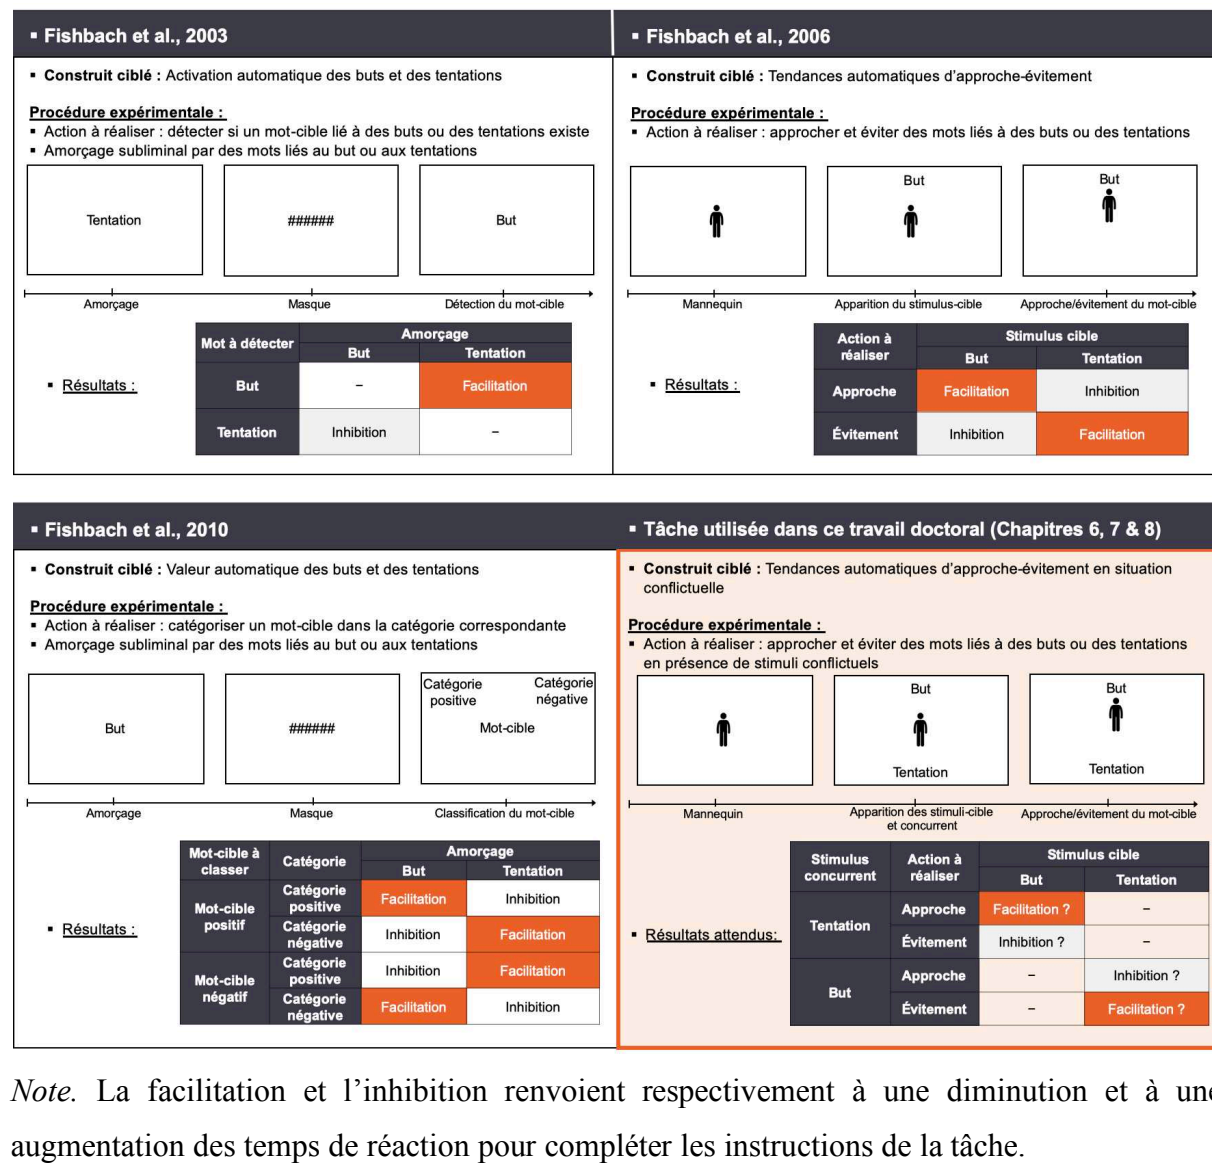 ▪ Fishbach et al., 2003
▪ Construit ciblé : Activation automatique des buts et des tentations
Procédure expérimentale :
▪ Action à réaliser : détecter si un mot-cible lié à des buts ou des tentations existe
▪ Amorçage subliminal par des mots liés au but ou aux tentations
Tentation
######
But
Amorçage
Masque
Détection du mot-cible
▪ Résultats :
Mot à détecter
Amorçage
But
Tentation
But
–
Facilitation
Tentation
Inhibition
–
▪ Fishbach et al., 2006
▪ Construit ciblé : Tendances automatiques d'approche-évitement
Procédure expérimentale :
▪ Action à réaliser : approcher et éviter des mots liés à des buts ou des tentations
But
But
Mannequin
Apparition du stimulus-cible
Approche/évitement du mot-cible
▪ Résultats :
Action à
réaliser
Stimulus cible
But
Tentation
Approche
Facilitation
Inhibition
Évitement
Inhibition
Facilitation
▪ Fishbach et al., 2010
▪ Construit ciblé : Valeur automatique des buts et des tentations
Procédure expérimentale :
▪ Action à réaliser : catégoriser un mot-cible dans la catégorie correspondante
▪ Amorçage subliminal par des mots liés au but ou aux tentations
But
######
Catégorie
positive
Catégorie
négative
Mot-cible
Amorçage
Masque
Classification du mot-cible
▪ Résultats :
Mot-cible à
classer
Catégorie
Amorçage
But
Tentation
Mot-cible
positif
Catégorie
positive
Facilitation
Inhibition
Catégorie
négative
Inhibition
Facilitation
Mot-cible
négatif
Catégorie
positive
Inhibition
Facilitation
Catégorie
négative
Facilitation
Inhibition
▪ Tâche utilisée dans ce travail doctoral (Chapitres 6, 7 & 8)
▪ Construit ciblé : Tendances automatiques d'approche-évitement en situation
conflictuelle
Procédure expérimentale :
▪ Action à réaliser : approcher et éviter des mots liés à des buts ou des tentations
en présence de stimuli conflictuels
But
Tentation
But
Tentation
Mannequin
Apparition des stimuli-cible
et concurrent
Approche/évitement du mot-cible
▪ Résultats attendus:
Stimulus
concurrent
Action à
réaliser
Stimulus cible
But
Tentation
Tentation
Approche
Facilitation ?
–
Évitement
Inhibition ?
–
But
Approche
–
Inhibition ?
Évitement
–
Facilitation ?
Note. La facilitation et l'inhibition renvoient respectivement à une diminution et à une
augmentation des temps de réaction pour compléter les instructions de la tâche.